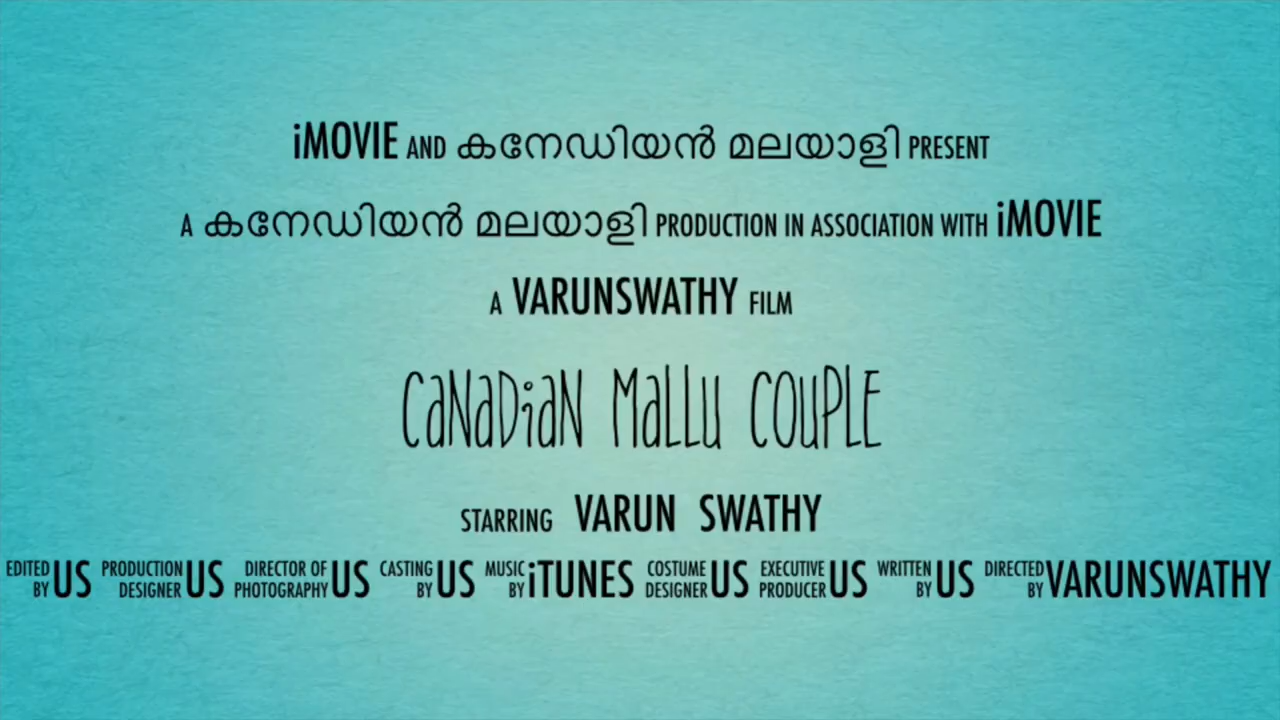 iMOVIE AND കനേഡിയൻ മലയാളി PRESENT
A കനേഡിയൻ മലയാളി PRODUCTION IN ASSOCIATION WITH iMOVIE
A VARUNSWATHY FILM
CANADIAN MALLU COUPLE
STARRING VARUN SWATHY
EDITED BY US PRODUCTION DESIGNER US DIRECTOR OF PHOTOGRAPHY US CASTING BY US MUSIC BY iTUNES COSTUME DESIGNER US EXECUTIVE PRODUCER US WRITTEN BY US DIRECTED BY VARUNSWATHY